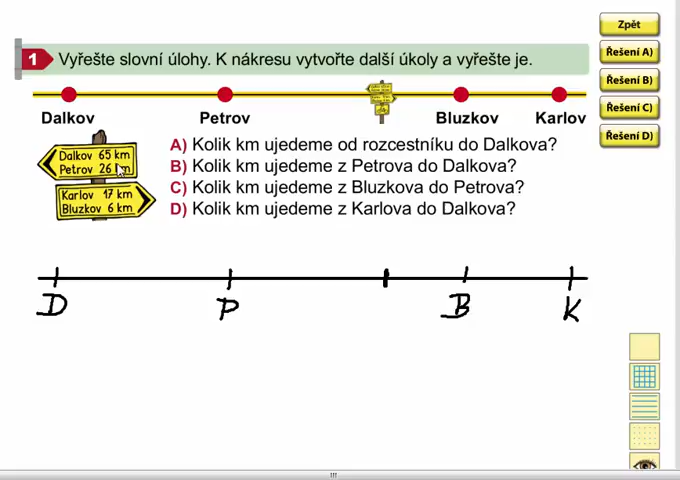 Zpět
1 Vyřešte slovní úlohy. K nákresu vytvořte další úkoly a vyřešte je.
Řešení A)
Řešení B)
Řešení C)
Řešení D)
Dalkov Petrov Bluzkov Karlov
Dalkov 65 km
Petrov 26 km
Karlov 17 km
Bluzkov 6 km
A) Kolik km ujedeme od rozcestníku do Dalkova?
B) Kolik km ujedeme z Petrova do Dalkova?
C) Kolik km ujedeme z Bluzkova do Petrova?
D) Kolik km ujedeme z Karlova do Dalkova?
D P B K